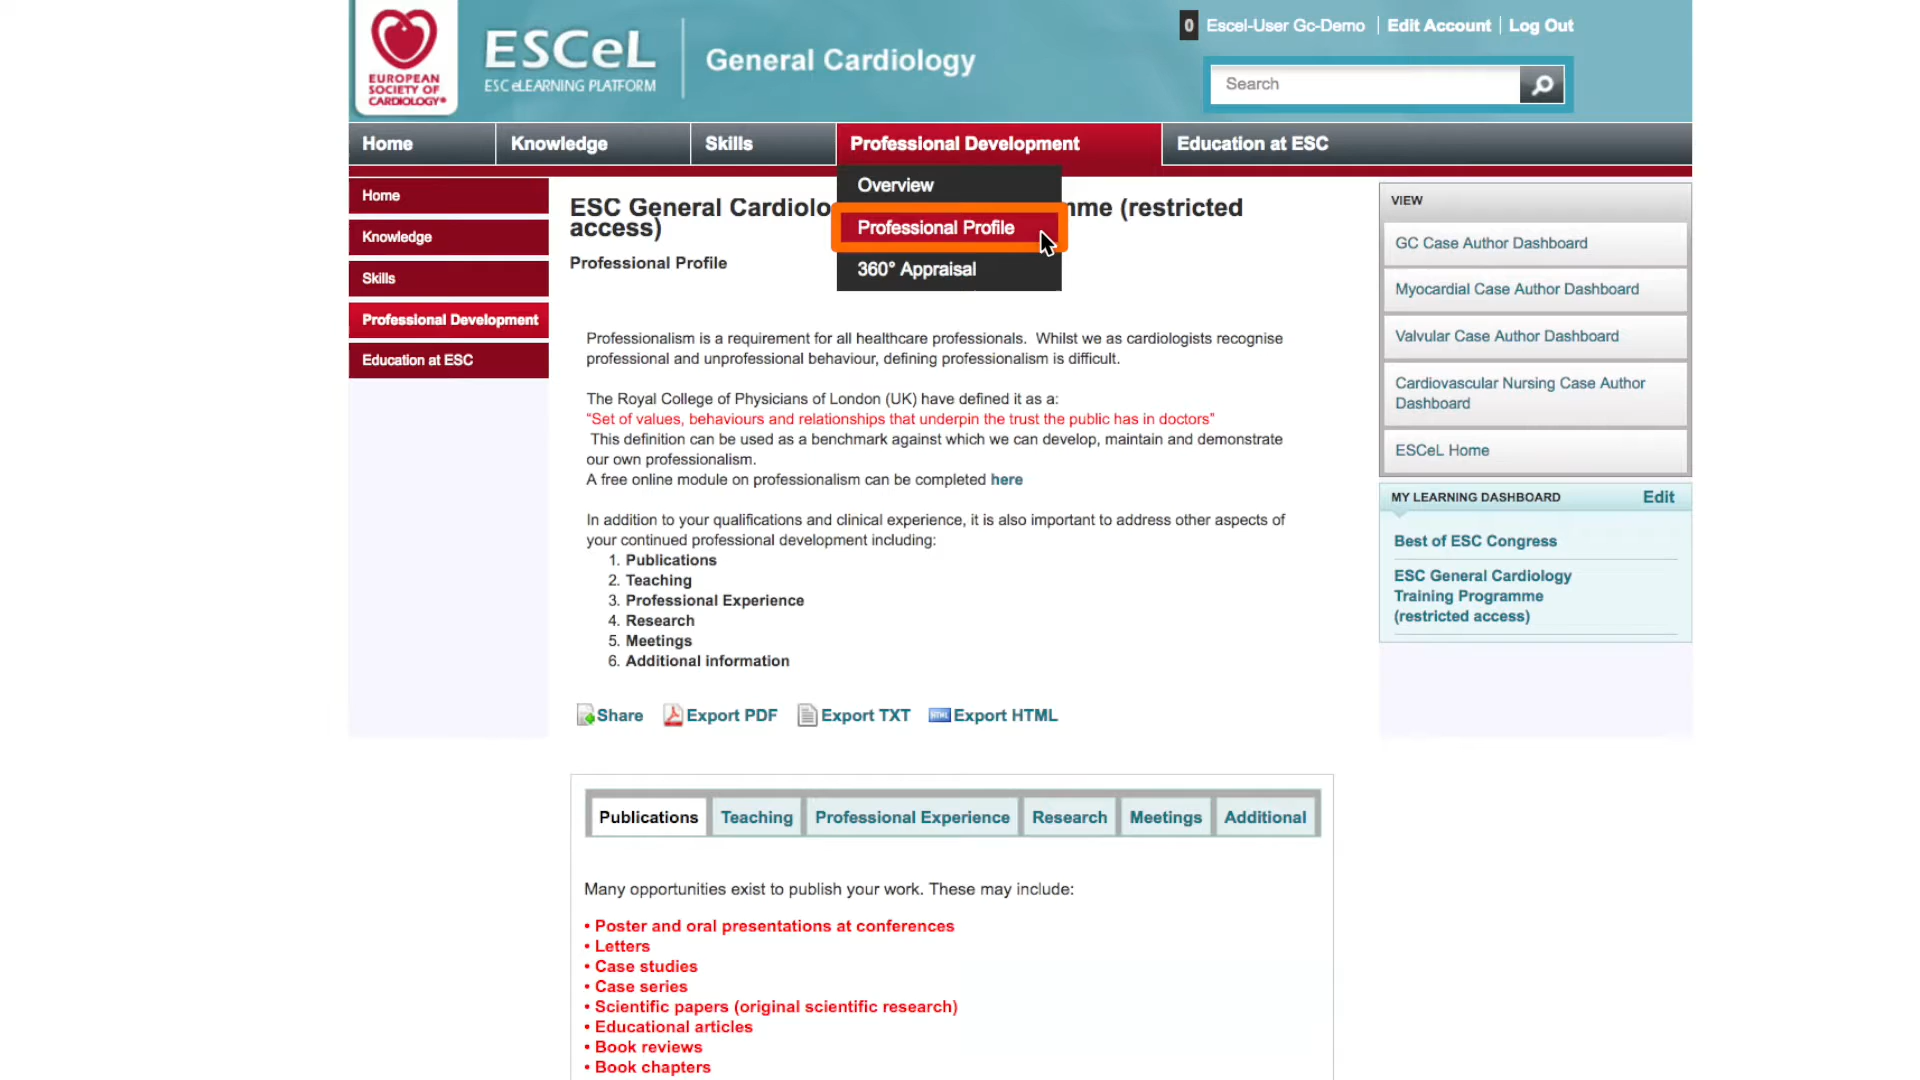 EUROPEAN
SOCIETY OF
CARDIOLOGY®
ESCeL
ESC eLEARNING PLATFORM
General Cardiology
0 Escel-User Gc-Demo | Edit Account | Log Out
Search
Home
Knowledge
Skills
Professional Development
Education at ESC
Overview
Professional Profile
360° Appraisal
Home
Knowledge
Skills
Professional Development
Education at ESC
ESC General Cardiolo mme (restricted
access)
Professional Profile
Professionalism is a requirement for all healthcare professionals. Whilst we as cardiologists recognise
professional and unprofessional behaviour, defining professionalism is difficult.
The Royal College of Physicians of London (UK) have defined it as a:
"Set of values, behaviours and relationships that underpin the trust the public has in doctors"
This definition can be used as a benchmark against which we can develop, maintain and demonstrate
our own professionalism.
A free online module on professionalism can be completed here
In addition to your qualifications and clinical experience, it is also important to address other aspects of
your continued professional development including:
1. Publications
2. Teaching
3. Professional Experience
4. Research
5. Meetings
6. Additional information
Share
Export PDF
Export TXT
HTML Export HTML
Publications
Teaching
Professional Experience
Research
Meetings
Additional
Many opportunities exist to publish your work. These may include:
• Poster and oral presentations at conferences
• Letters
• Case studies
• Case series
• Scientific papers (original scientific research)
• Educational articles
• Book reviews
• Book chapters
VIEW
GC Case Author Dashboard
Myocardial Case Author Dashboard
Valvular Case Author Dashboard
Cardiovascular Nursing Case Author
Dashboard
ESCeL Home
MY LEARNING DASHBOARD
Edit
Best of ESC Congress
ESC General Cardiology
Training Programme
(restricted access)